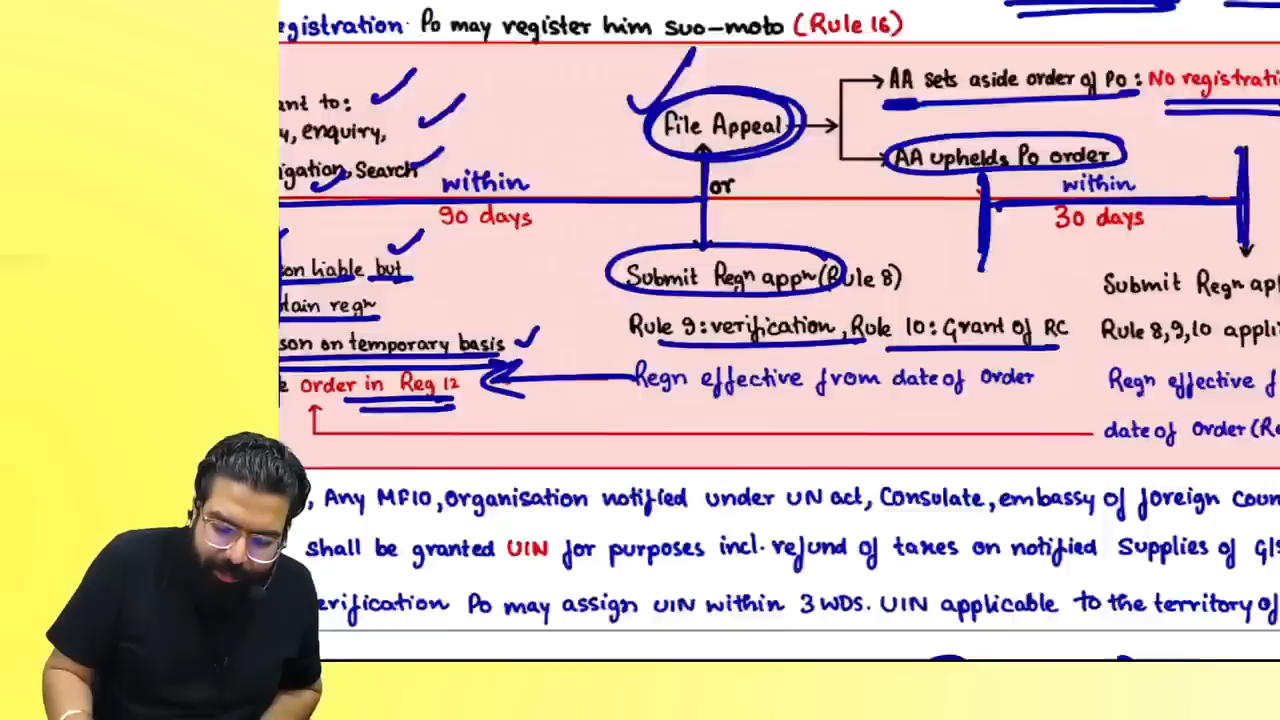 egistration Po may register him suo-moto (Rule 16)
ant to:
y, enquiry,
igation, Search
within
90 days
son liable but
tain regn
son on temporary basis
e order in Reg 12
File Appeal
or
Submit Regn appn (Rule 8)
Rule 9: verification, Rule 10: Grant of RC
Regn effective from date of Order
AA sets aside order of Po: No registrati
AA upholds Po order
within
30 days
Submit Regn ap
Rule 8,9,10 appli
Regn effective f
date of Order (Re
, Any MFIO, Organisation notified under UN act, Consulate, embassy of foreign coun
shall be granted UIN for purposes incl. refund of taxes on notified Supplies of G/S
erification Po may assign UIN within 3 WDs. UIN applicable to the territory of